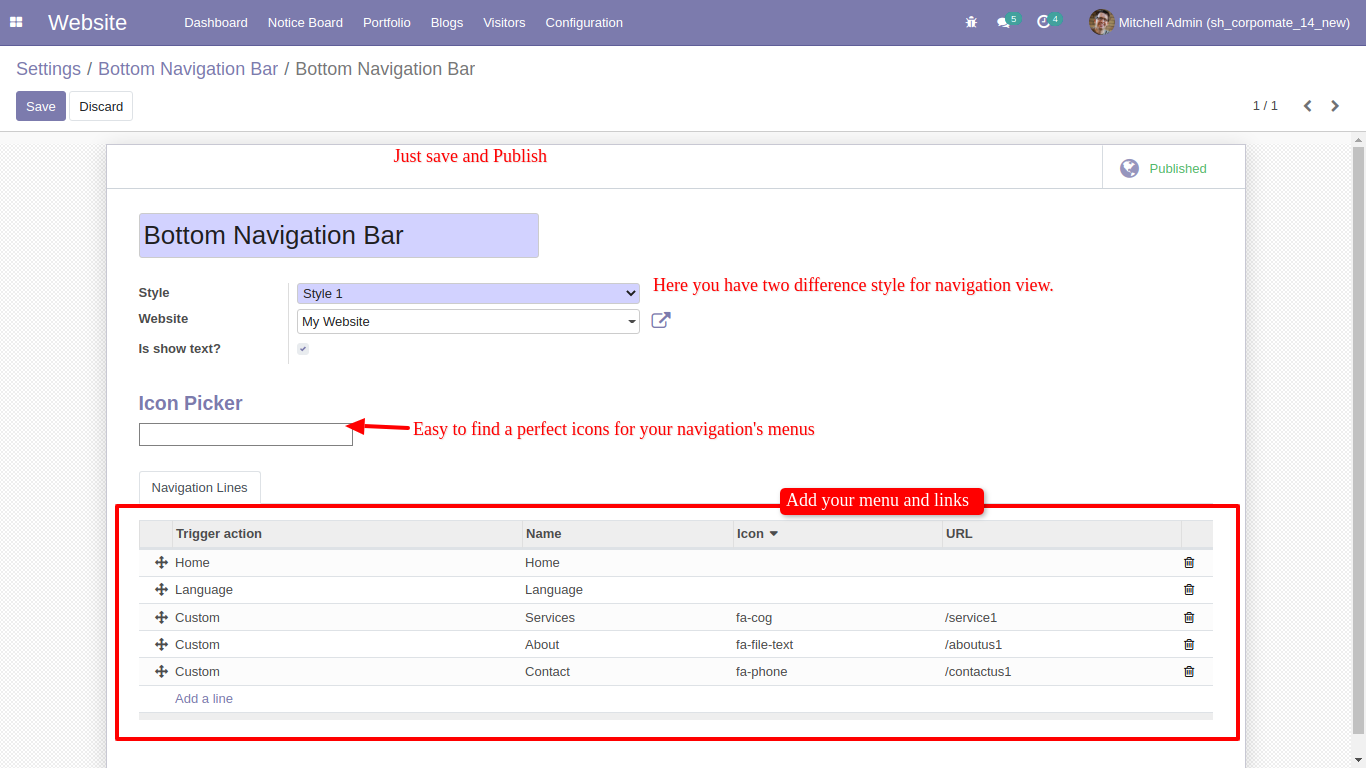 Website Dashboard Notice Board Portfolio Blogs Visitors Configuration 5 4 Mitchell Admin (sh_corpomate_14_new)
Settings / Bottom Navigation Bar / Bottom Navigation Bar
Save Discard 1 / 1
Just save and Publish
Published
Bottom Navigation Bar
Style Style 1 Here you have two difference style for navigation view.
Website My Website
Is show text?
Icon Picker
Easy to find a perfect icons for your navigation's menus
Navigation Lines
Add your menu and links
Trigger action Name Icon URL
Home Home
Language Language
Custom Services fa-cog /service1
Custom About fa-file-text /aboutus1
Custom Contact fa-phone /contactus1
Add a line